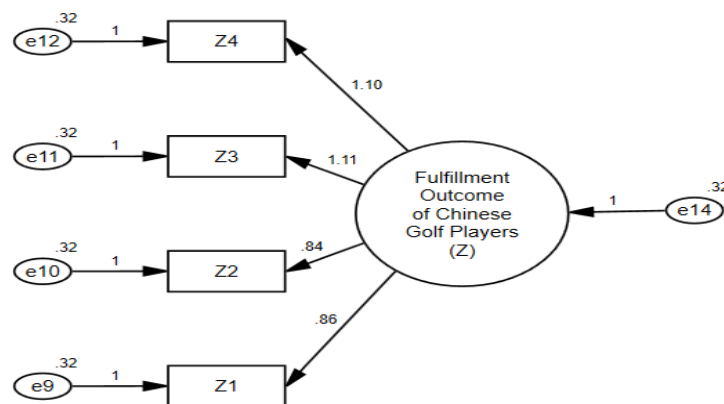 .32
e12
1
Z4
1.10
.32
e11
1
Z3
1.11
Fulfillment
Outcome
of Chinese
Golf Players
(Z)
.32
1
e14
.32
e10
1
Z2
.84
.86
.32
e9
1
Z1